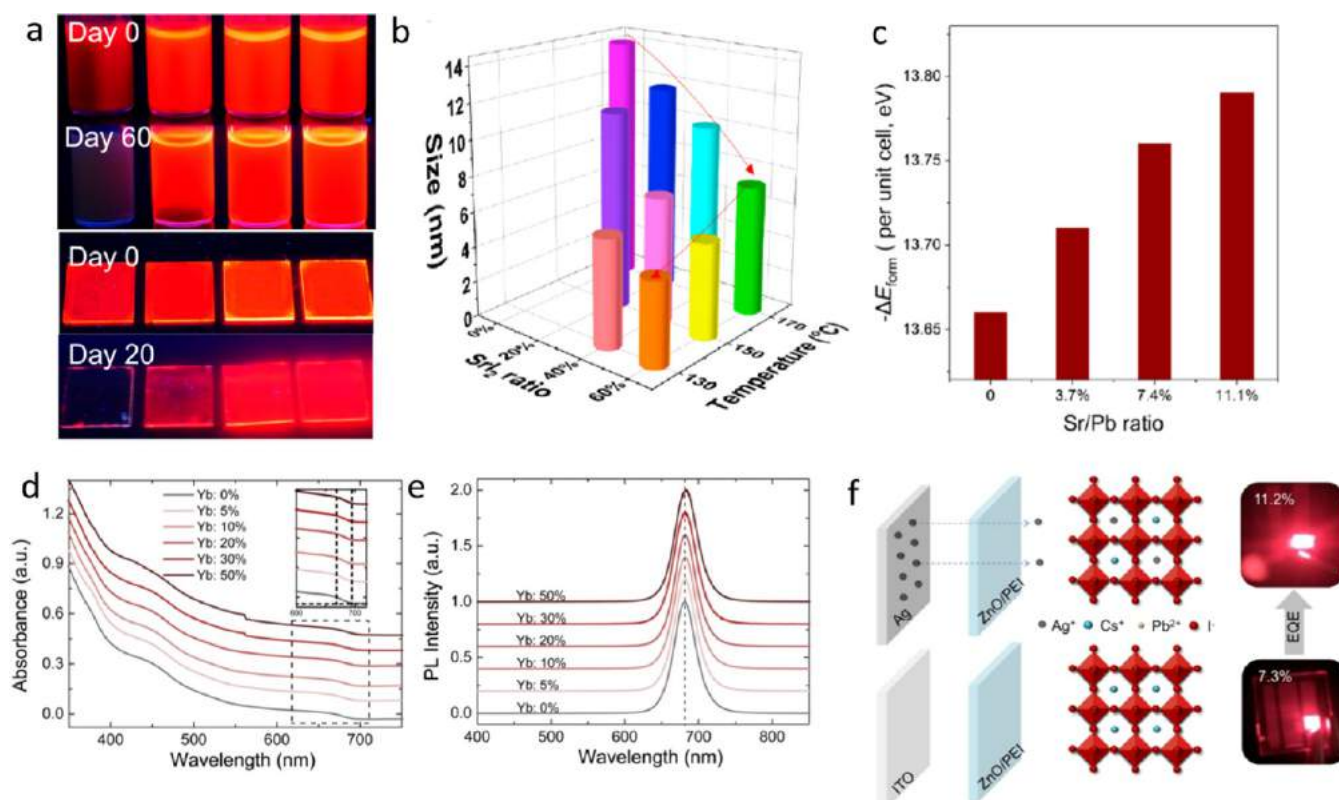 a
Day 0
Day 60
Day 0
Day 20
b
Size (nm)
14
12
10
8
6
4
2
0
0%
20%
40%
60%
SrI₂ ratio
130
150
170
Temperature (°C)
c
-ΔE form ( per unit cell, eV)
13.80
13.75
13.70
13.65
0
3.7%
7.4%
11.1%
Sr/Pb ratio
d
Absorbance (a.u.)
1.2
0.9
0.6
0.3
0.0
Yb: 0%
Yb: 5%
Yb: 10%
Yb: 20%
Yb: 30%
Yb: 50%
600
700
400
500
600
700
Wavelength (nm)
e
PL Intensity (a.u.)
2.0
1.5
1.0
0.5
0.0
Yb: 50%
Yb: 30%
Yb: 20%
Yb: 10%
Yb: 5%
Yb: 0%
400
500
600
700
800
Wavelength (nm)
f
Ag
ZnO/PEI
11.2%
Ag⁺ Cs⁺ Pb²⁺ I⁻
EQE
7.3%
ITO
ZnO/PEI